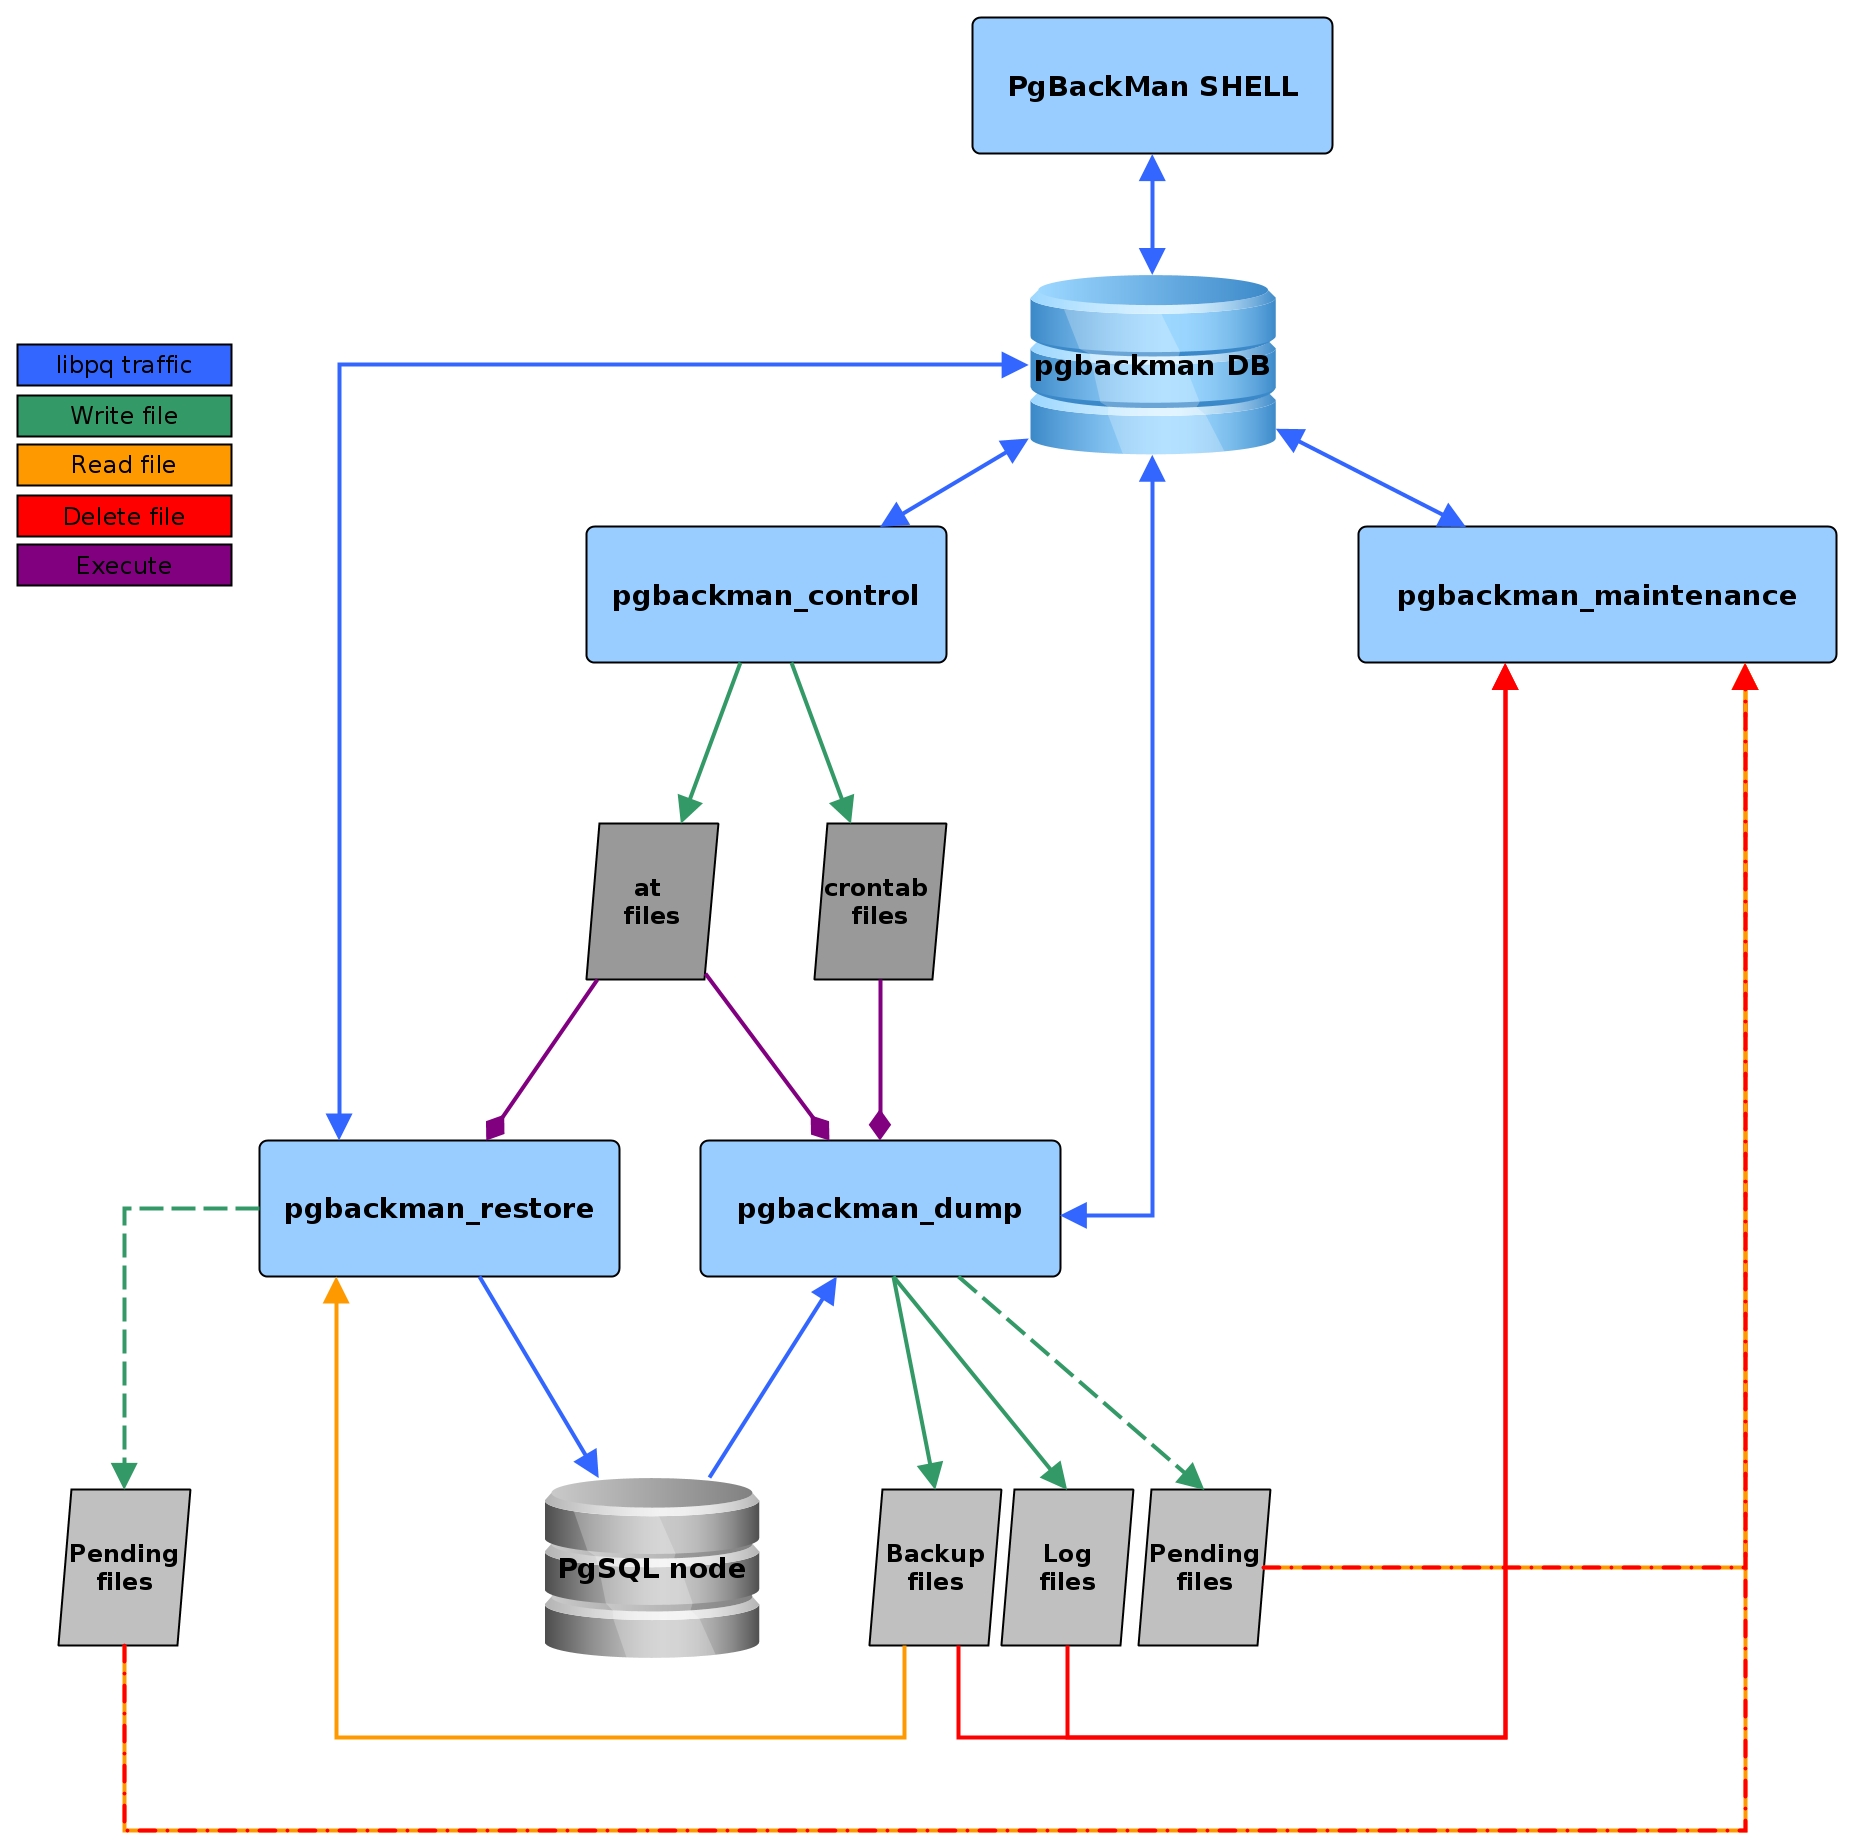 PgBackMan SHELL
pgbackman DB
libpq traffic
Write file
Read file
Delete file
Execute
pgbackman_control
pgbackman_maintenance
at
files
crontab
files
pgbackman_restore
pgbackman_dump
Pending
files
PgSQL node
Backup
files
Log
files
Pending
files